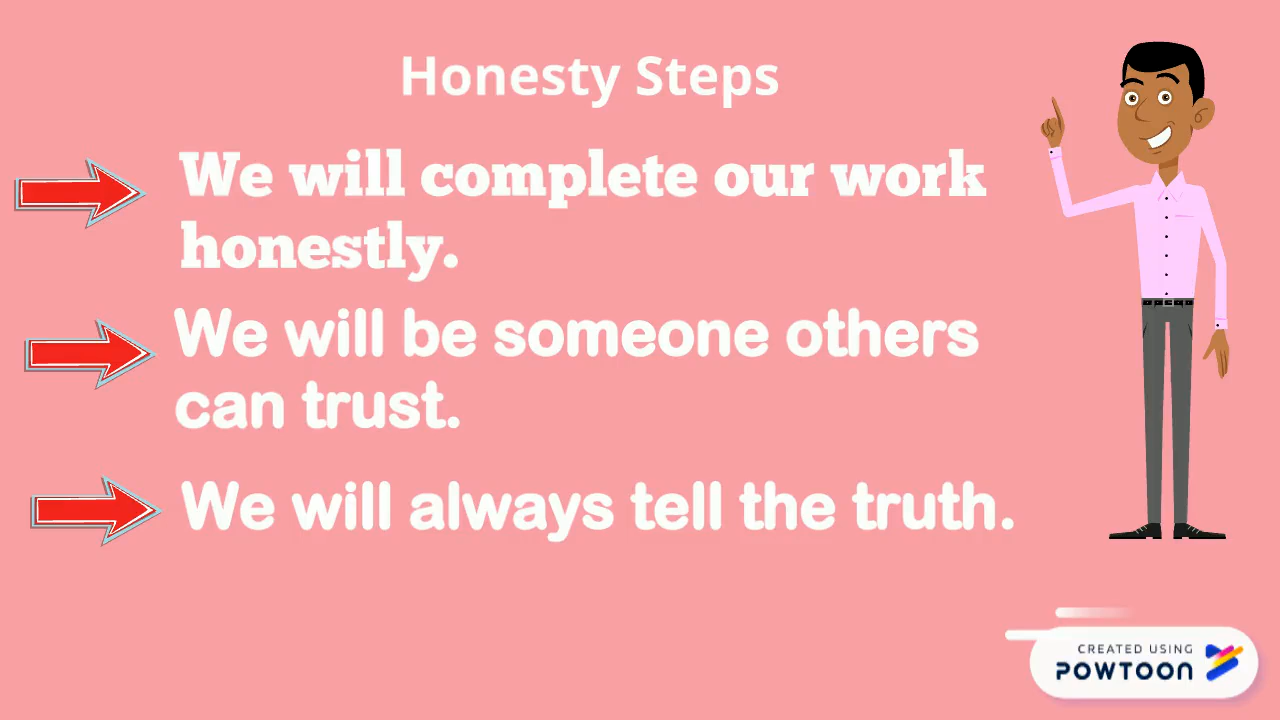 Honesty Steps
We will complete our work
honestly.
We will be someone others
can trust.
We will always tell the truth.
CREATED USING
POWTOON